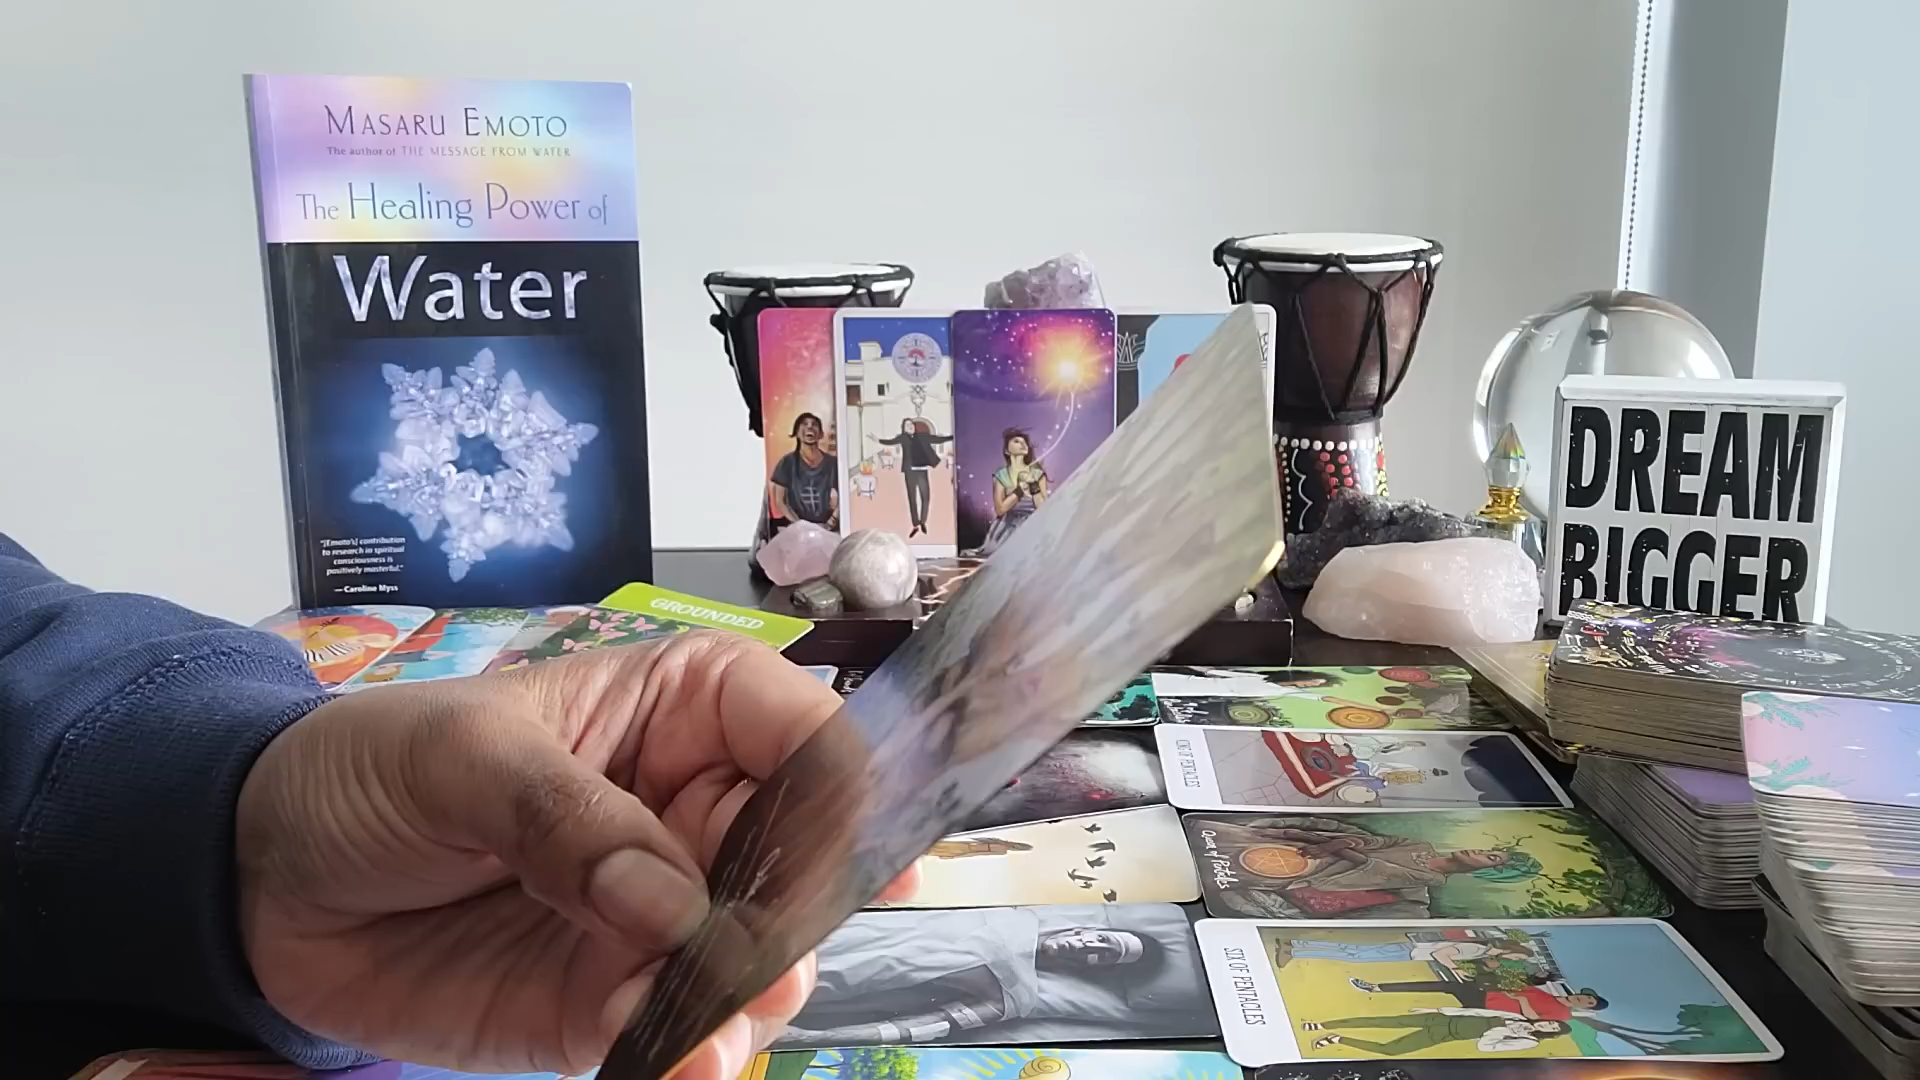 MASARU EMOTO
The author of THE MESSAGE FROM WATER
The Healing Power of
Water
"[Emoto's] contribution
to research in spiritual
consciousness is
positively masterful."
— Caroline Myss
GROUNDED
DREAM
BIGGER
KING OF PENTACLES
Queen of Pentacles
SIX OF PENTACLES